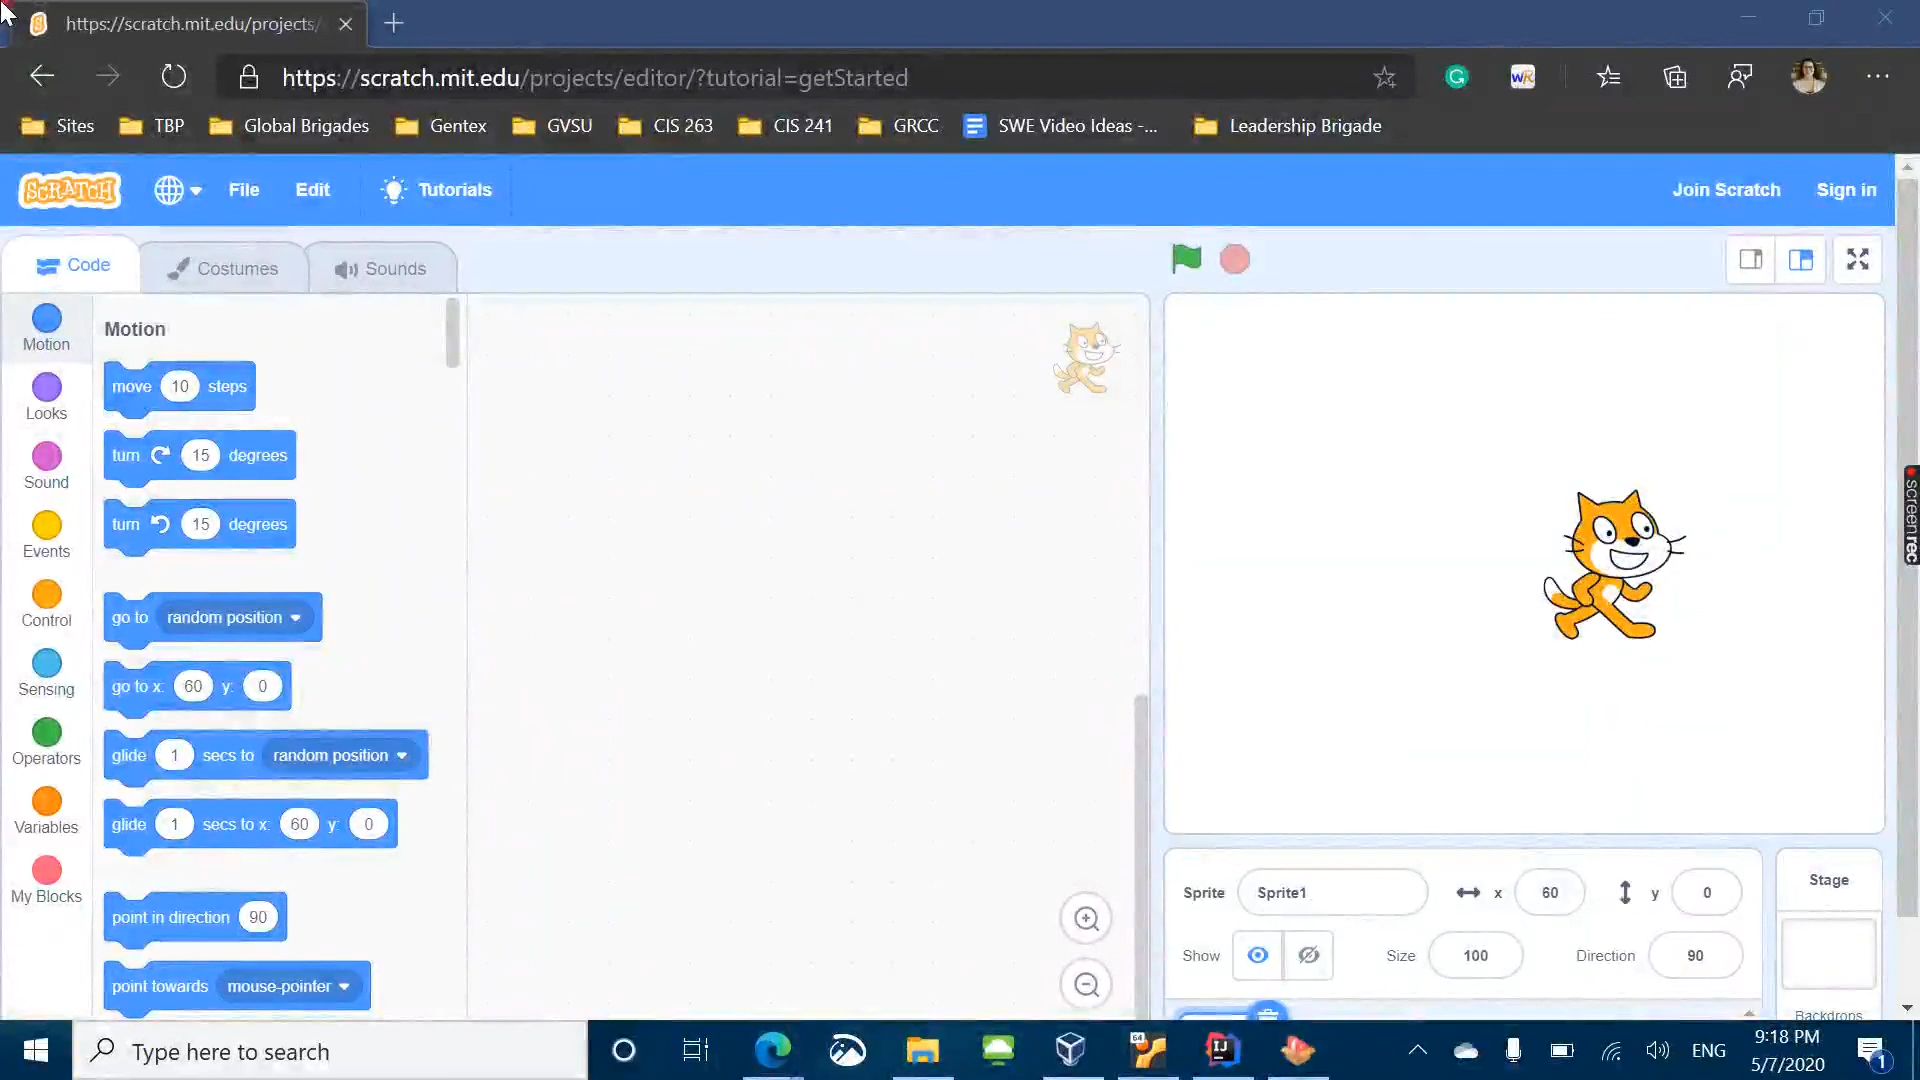 https://scratch.mit.edu/projects/
https://scratch.mit.edu/projects/editor/?tutorial=getStarted
Sites TBP Global Brigades Gentex GVSU CIS 263 CIS 241 GRCC SWE Video Ideas -... Leadership Brigade
SCRATCH File Edit Tutorials Join Scratch Sign in
Code Costumes Sounds
Motion
Looks
Sound
Events
Control
Sensing
Operators
Variables
My Blocks
Motion
move 10 steps
turn 15 degrees
turn 15 degrees
go to random position
go to x: 60 y: 0
glide 1 secs to random position
glide 1 secs to x: 60 y: 0
point in direction 90
point towards mouse-pointer
screenrec
Sprite Sprite1 x 60 y 0
Show Size 100 Direction 90
Stage
Backdrops
Type here to search
64
IJ
ENG
9:18 PM
5/7/2020
1